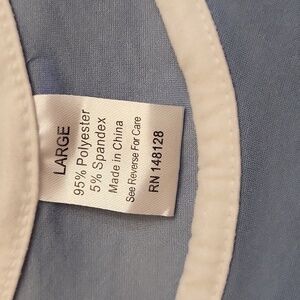 LARGE
95% Polyester
5% Spandex
Made in China
See Reverse For Care
RN 148128